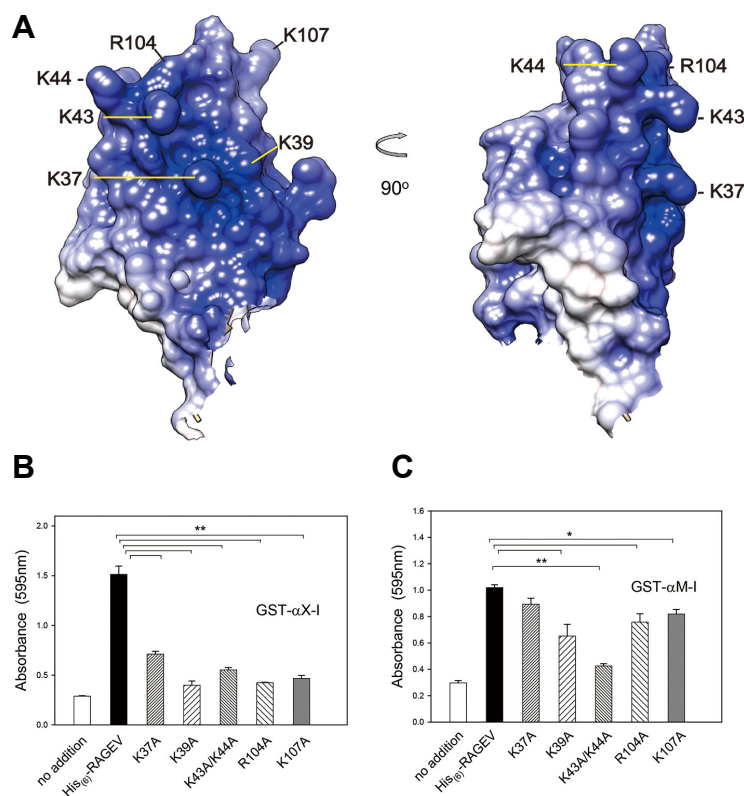 A
R104
K107
K44
K43
K39
K37
90°
K44
R104
K43
K37
B
2.0
1.5
1.0
0.5
0.0
Absorbance (595nm)
**
GST-αX-I
no addition
His(6)-RAGEV
K37A
K39A
K43A/K44A
R104A
K107A
C
1.6
1.4
1.2
1.0
0.8
0.6
0.4
0.2
0.0
Absorbance (595nm)
*
**
GST-αM-I
no addition
His(6)-RAGEV
K37A
K39A
K43A/K44A
R104A
K107A